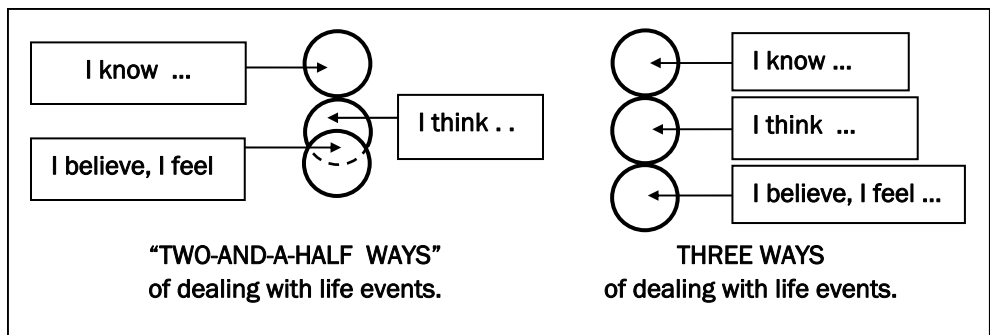 I know ...
I think . .
I believe, I feel
"TWO-AND-A-HALF WAYS"
of dealing with life events.
I know ...
I think ...
I believe, I feel ...
THREE WAYS
of dealing with life events.